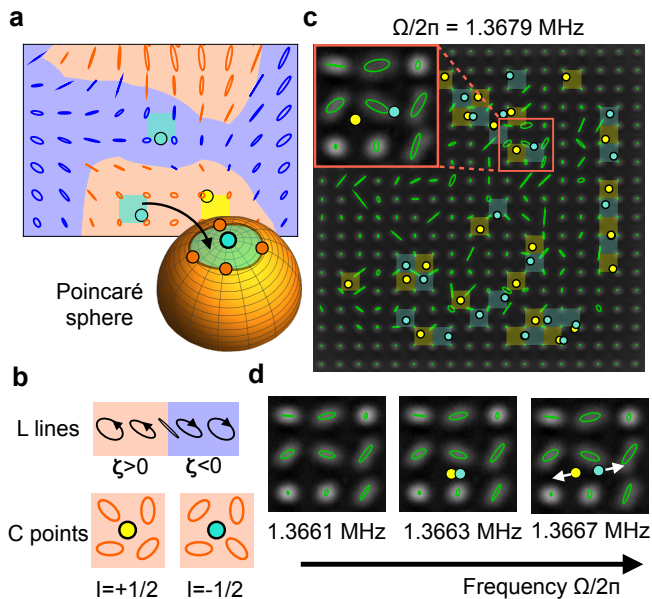 a
Poincaré
sphere
b
L lines
ζ>0
ζ<0
C points
I=+1/2
I=-1/2
c
Ω/2π = 1.3679 MHz
d
1.3661 MHz
1.3663 MHz
1.3667 MHz
Frequency Ω/2π